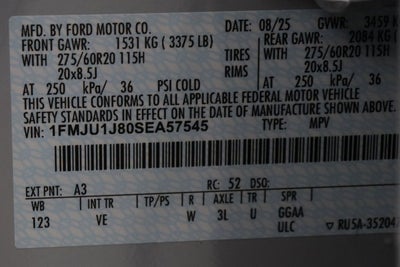 MFD. BY FORD MOTOR CO.
DATE: 08/25 GVWR: 3459 K
FRONT GAWR: 1531 KG ( 3375 LB) REAR GAWR: 2084 KG (
WITH 275/60R20 115H TIRES 275/60R20 115H WITH
20x8.5J RIMS 20x8.5J
AT 250 kPa/ 36 PSI COLD AT 250 kPa/ 36
THIS VEHICLE CONFORMS TO ALL APPLICABLE FEDERAL MOTOR VEHICLE
SAFETY STANDARDS IN EFFECT ON THE DATE OF MANUFACTURE SHOWN ABOVE.
VIN: 1FMJU1J80SEA57545 TYPE: MPV
EXT PNT: A3 RC: 52 DSO:
WB INT TR TP/PS R AXLE TR SPR
123 VE W 3L U GGAA
ULC RU5A-35204